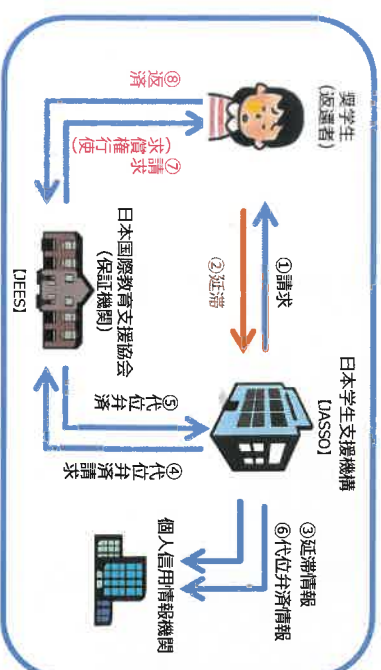 奨学生
(返還者)
①請求
②延滞
日本学生支援機構
【JASSO】
③延滞情報
⑥代位弁済情報
個人信用情報機関
④代位弁済請求
⑤代位弁済
日本国際教育支援協会
(保証機関)
【JEES】
⑦請求
(求償権行使)
⑧返済